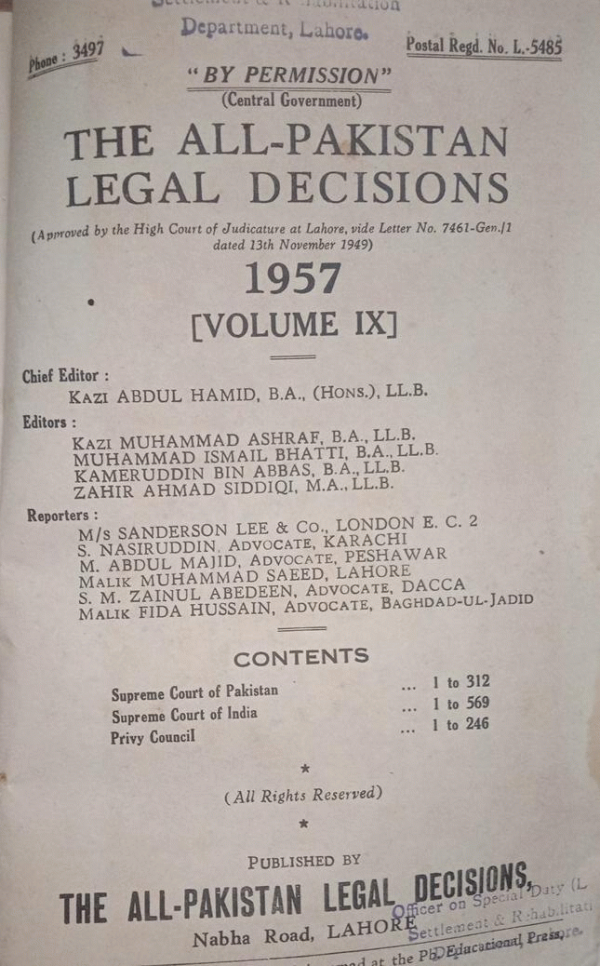 Settlement & Rehabilitation
Department, Lahore.
Phone : 3497
Postal Regd. No. L.-5485
"BY PERMISSION"
(Central Government)
THE ALL-PAKISTAN
LEGAL DECISIONS
(Approved by the High Court of Judicature at Lahore, vide Letter No. 7461-Gen./1
dated 13th November 1949)
1957
[VOLUME IX]
Chief Editor :
KAZI ABDUL HAMID, B.A., (HONS.), LL.B.
Editors :
KAZI MUHAMMAD ASHRAF, B.A., LL.B.
MUHAMMAD ISMAIL BHATTI, B.A., LL.B.
KAMERUDDIN BIN ABBAS, B.A., LL.B.
ZAHIR AHMAD SIDDIQI, M.A., LL.B.
Reporters :
M/s SANDERSON LEE & Co., LONDON E. C. 2
S. NASIRUDDIN, ADVOCATE, KARACHI
M. ABDUL MAJID, ADVOCATE, PESHAWAR
MALIK MUHAMMAD SAEED, LAHORE
S. M. ZAINUL ABEDEEN, ADVOCATE, DACCA
MALIK FIDA HUSSAIN, ADVOCATE, BAGHDAD-UL-JADID
CONTENTS
Supreme Court of Pakistan ... 1 to 312
Supreme Court of India ... 1 to 569
Privy Council ... 1 to 246
(All Rights Reserved)
PUBLISHED BY
THE ALL-PAKISTAN LEGAL DECISIONS,
Nabha Road, LAHORE
Officer on Special Duty (L
Settlement & Rehabilitati
at the Educational Press,